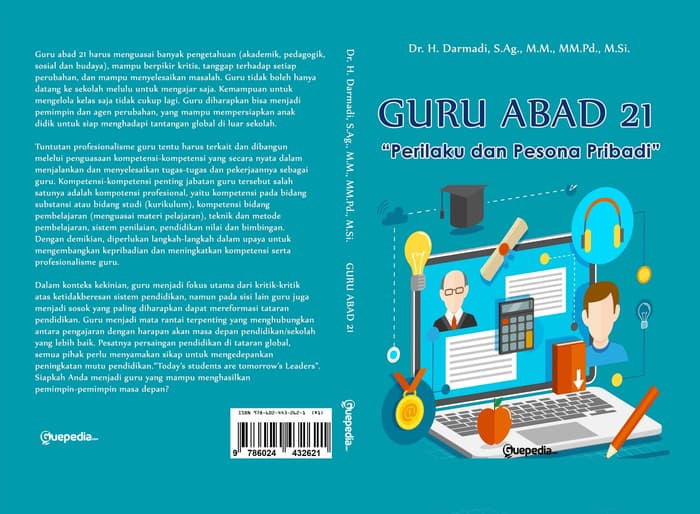 Guru abad 21 harus menguasai banyak pengetahuan (akademik, pedagogik,
sosial dan budaya), mampu berpikir kritis, tanggap terhadap setiap
perubahan, dan mampu menyelesaikan masalah. Guru tidak boleh hanya
datang ke sekolah melulu untuk mengajar saja. Kemampuan untuk
mengelola kelas saja tidak cukup lagi. Guru diharapkan bisa menjadi
pemimpin dan agen perubahan, yang mampu mempersiapkan anak
didik untuk siap menghadapi tantangan global di luar sekolah.
Tuntutan profesionalisme guru tentu harus terkait dan dibangun
melelui penguasaan kompetensi-kompetensi yang secara nyata dalam
menjalankan dan menyelesaikan tugas-tugas dan pekerjaannya sebagai
guru. Kompetensi-kompetensi penting jabatan guru tersebut salah
satunya adalah kompotensi profesional, yaitu kompetensi pada bidang
substansi atau bidang studi (kurikulum), kompetensi bidang
pembelajaran (menguasai materi pelajaran), teknik dan metode
pembelajaran, sistem penilaian, pendidikan nilai dan bimbingan.
Dengan demikian, diperlukan langkah-langkah dalam upaya untuk
mengembangkan kepribadian dan meningkatkan kompetensi serta
profesionalisme guru.
Dalam konteks kekinian, guru menjadi fokus utama dari kritik-kritik
atas ketidakberesan sistem pendidikan, namun pada sisi lain guru juga
menjadi sosok yang paling diharapkan dapat mereformasi tataran
pendidikan. Guru menjadi mata rantai terpenting yang menghubungkan
antara pengajaran dengan harapan akan masa depan pendidikan/sekolah
yang lebih baik. Pesatnya persaingan pendidikan di tataran global,
semua pihak perlu menyamakan sikap untuk mengedepankan
peningkatan mutu pendidikan."Today's students are tomorrow's Leaders".
Siapkah Anda menjadi guru yang mampu menghasilkan
pemimpin-pemimpin masa depan?
Guepedia.com
ISBN 978-602-443-262-1 (#1)
9 786024 432621
Dr. H. Darmadi, S.Ag., M.M., MM.Pd., M.Si.
GURU ABAD 21
Dr. H. Darmadi, S.Ag., M.M., MM.Pd., M.Si.
GURU ABAD 21
"Perilaku dan Pesona Pribadi"
@
Guepedia.com